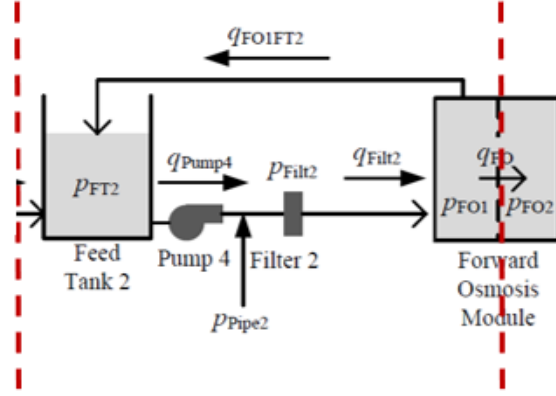 qFO1FT2
qPump4
pFilt2
qFilt2
qFO
pFT2
pFO1
pFO2
Feed
Tank 2
Pump 4
Filter 2
Forward
Osmosis
Module
pPipe2